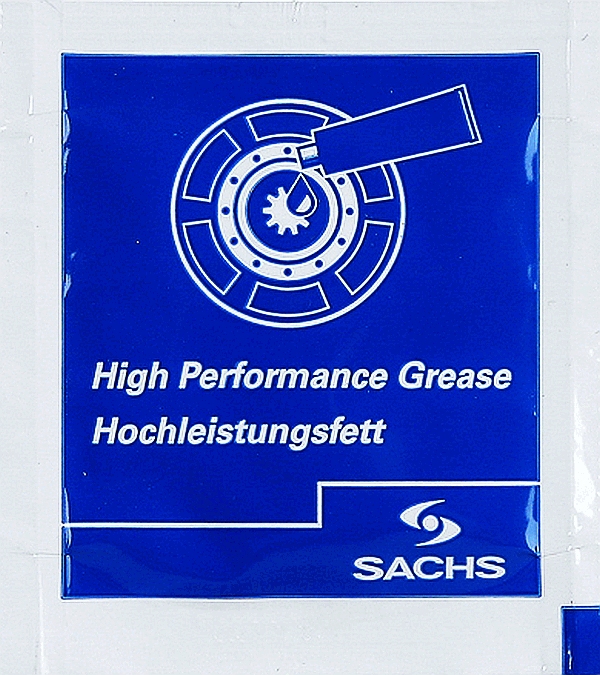 High Performance Grease
Hochleistungsfett
SACHS